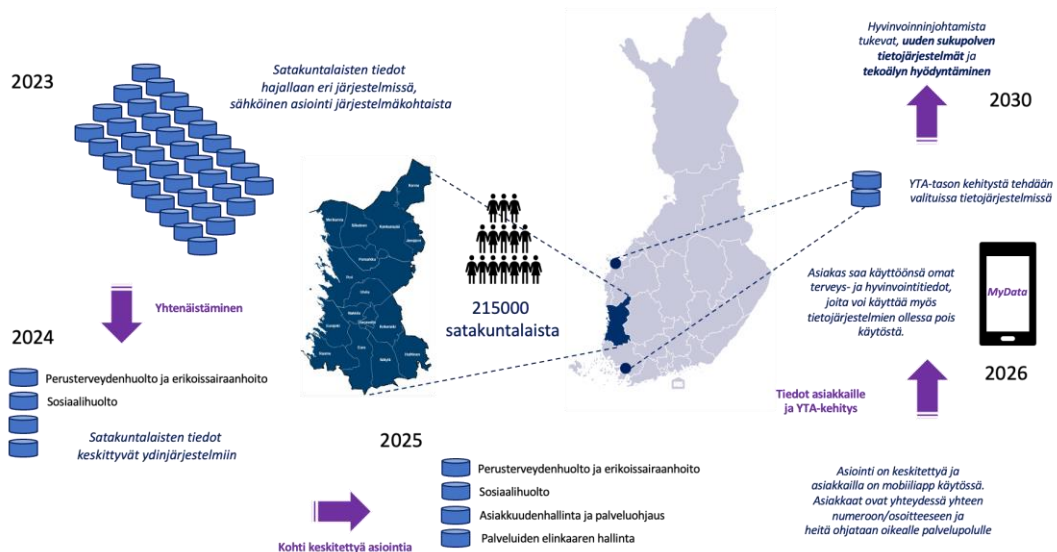 2023
Satakuntalaisten tiedot
hajallaan eri järjestelmissä,
sähköinen asiointi järjestelmäkohtaista
Yhtenäistäminen
2024
Perusterveydenhuolto ja erikoissairaanhoito
Sosiaalihuolto
Satakuntalaisten tiedot
keskittyvät ydinjärjestelmiin
215000
satakuntalaista
2025
Kohti keskitettyä asiointia
Perusterveydenhuolto ja erikoissairaanhoito
Sosiaalihuolto
Asiakkuudenhallinta ja palveluohjaus
Palveluiden elinkaaren hallinta
Asiointi on keskitettyä ja
asiakkailla on mobiiliapp käytössä.
Asiakkaat ovat yhteydessä yhteen
numeroon/osoitteeseen ja
heitä ohjataan oikealle palvelupolulle
Tiedot asiakkaille
ja YTA-kehitys
2026
MyData
Asiakas saa käyttöönsä omat
terveys- ja hyvinvointitiedot,
joita voi käyttää myös
tietojärjestelmien ollessa pois
käytöstä.
YTA-tason kehitystä tehdään
valituissa tietojärjestelmissä
2030
Hyvinvoinninjohtamista
tukevat, uuden sukupolven
tietojärjestelmät ja
tekoälyn hyödyntäminen